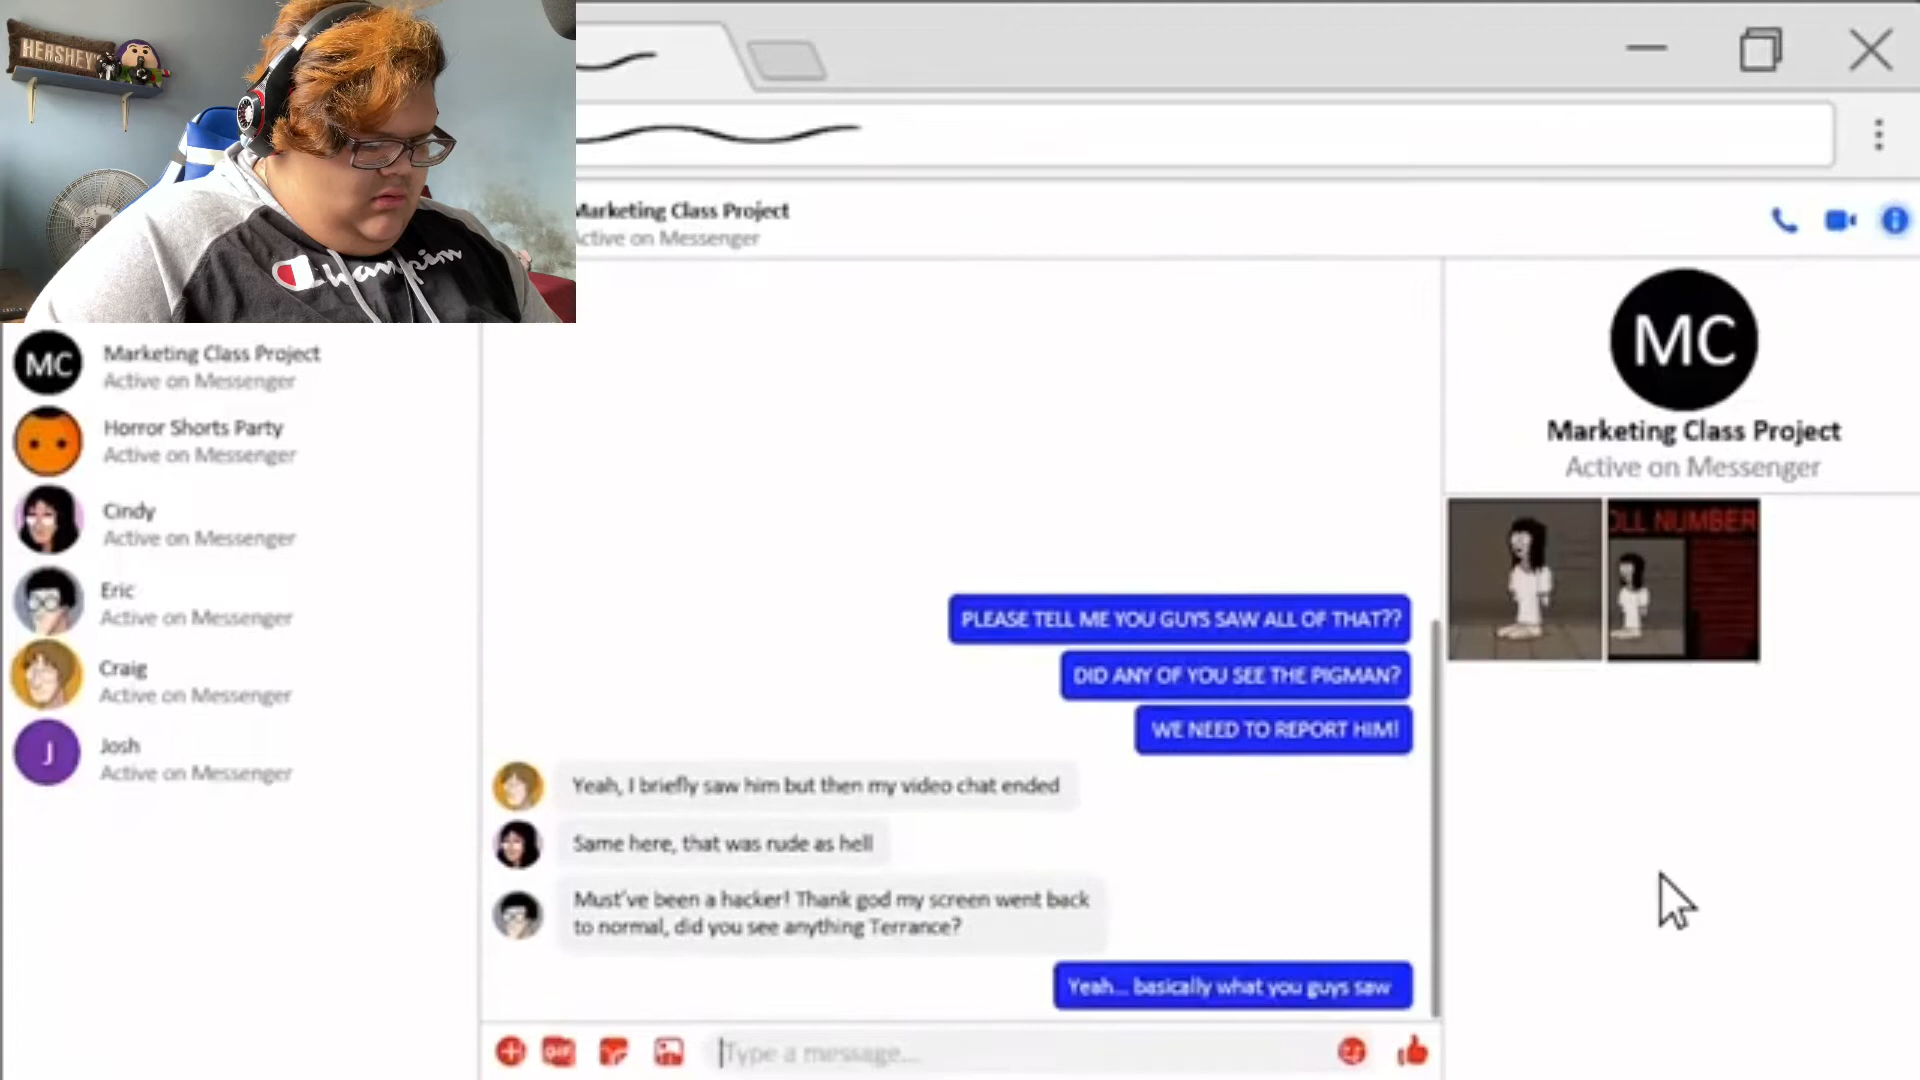 HERSHEY'S
Champion
Marketing Class Project
Active on Messenger
MC
Marketing Class Project
Active on Messenger
Horror Shorts Party
Active on Messenger
Cindy
Active on Messenger
Eric
Active on Messenger
Craig
Active on Messenger
J
Josh
Active on Messenger
PLEASE TELL ME YOU GUYS SAW ALL OF THAT??
DID ANY OF YOU SEE THE PIGMAN?
WE NEED TO REPORT HIM!
Yeah, I briefly saw him but then my video chat ended
Same here, that was rude as hell
Must've been a hacker! Thank god my screen went back
to normal, did you see anything Terrance?
Yeah... basically what you guys saw
GIF
Type a message...
MC
Marketing Class Project
Active on Messenger
OLL NUMBER